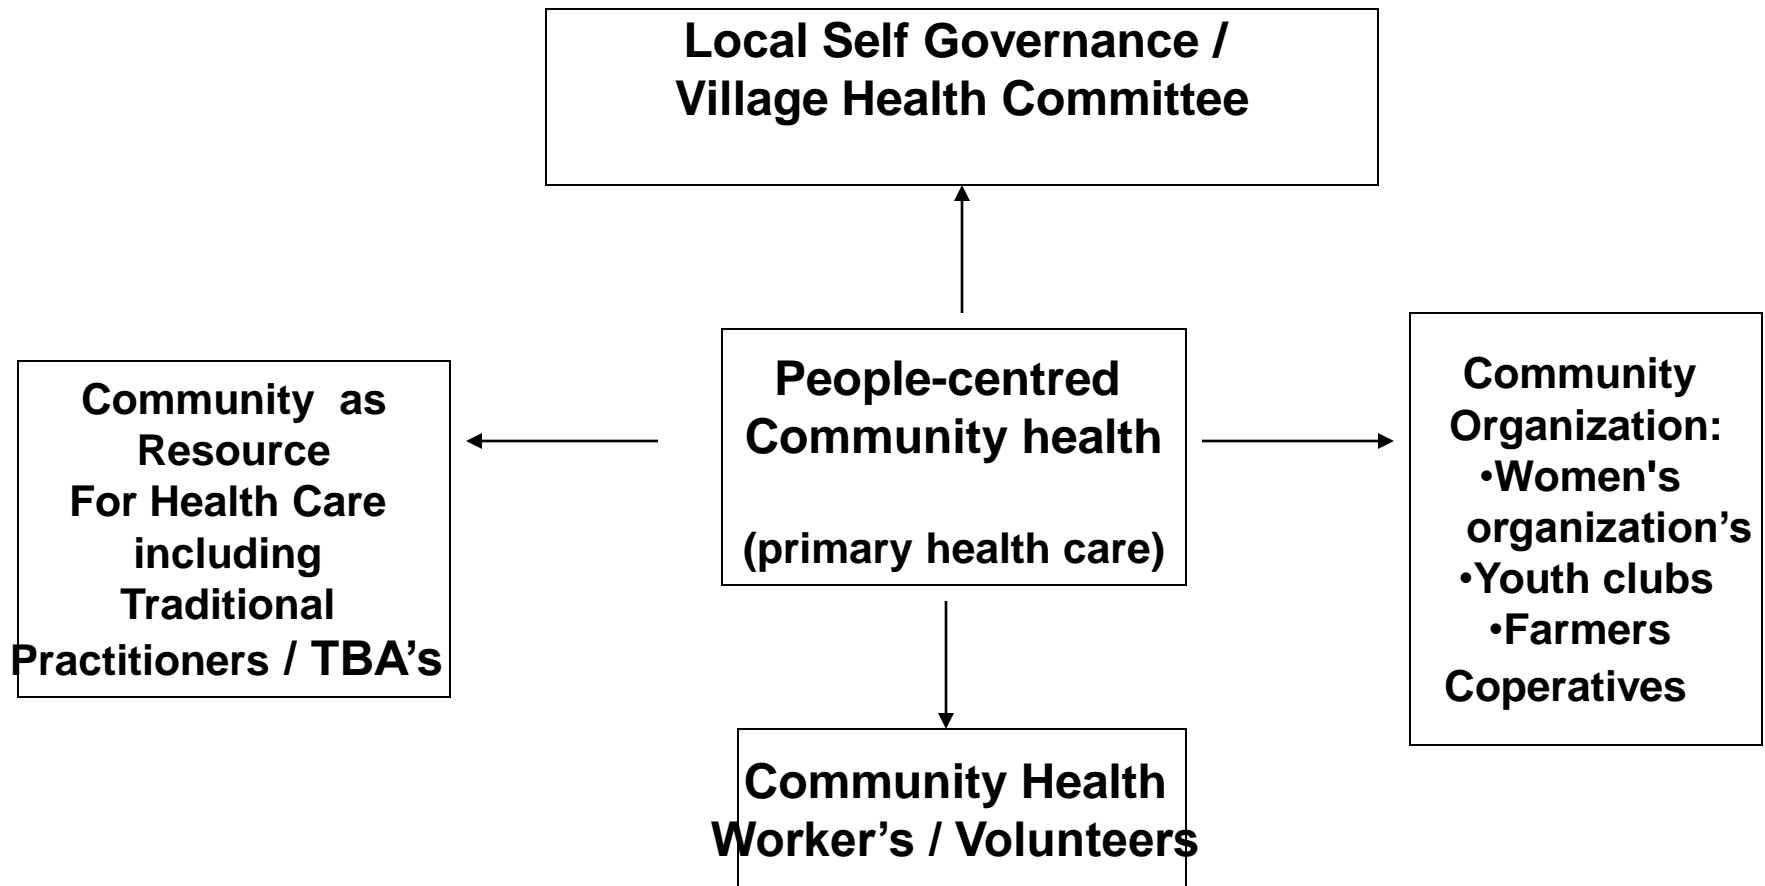 Local Self Governance /
Village Health Committee
Community as
Resource
For Health Care
including
Traditional
Practitioners / TBA’s
People-centred
Community health
(primary health care)
Community
Organization:
•Women's
organization’s
•Youth clubs
•Farmers
Coperatives
Community Health
Worker’s / Volunteers